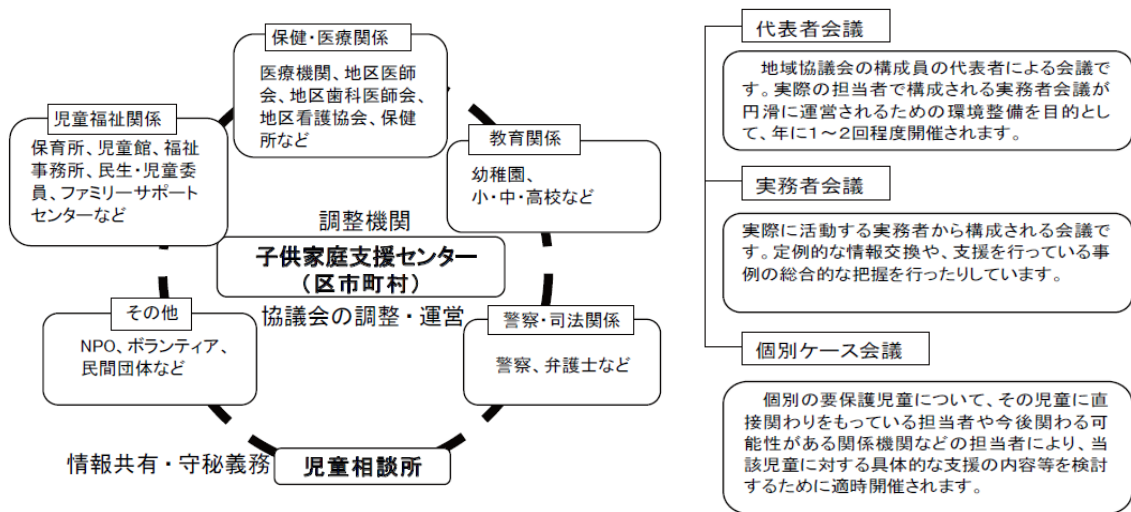 保健・医療関係
医療機関、地区医師
会、地区歯科医師会、
地区看護協会、保健
所など
児童福祉関係
保育所、児童館、福祉
事務所、民生・児童委
員、ファミリーサポート
センターなど
教育関係
幼稚園、
小・中・高校など
調整機関
子供家庭支援センター
（区市町村）
協議会の調整・運営
その他
NPO、ボランティア、
民間団体など
警察・司法関係
警察、弁護士など
情報共有・守秘義務
児童相談所
代表者会議
地域協議会の構成員の代表者による会議で
す。実際の担当者で構成される実務者会議が
円滑に運営されるための環境整備を目的とし
て、年に1～2回程度開催されます。
実務者会議
実際に活動する実務者から構成される会議で
す。定例的な情報交換や、支援を行っている事
例の総合的な把握を行ったりしています。
個別ケース会議
個別の要保護児童について、その児童に直
接関わりをもっている担当者や今後関わる可
能性がある関係機関などの担当者により、当
該児童に対する具体的な支援の内容等を検討
するために適時開催されます。